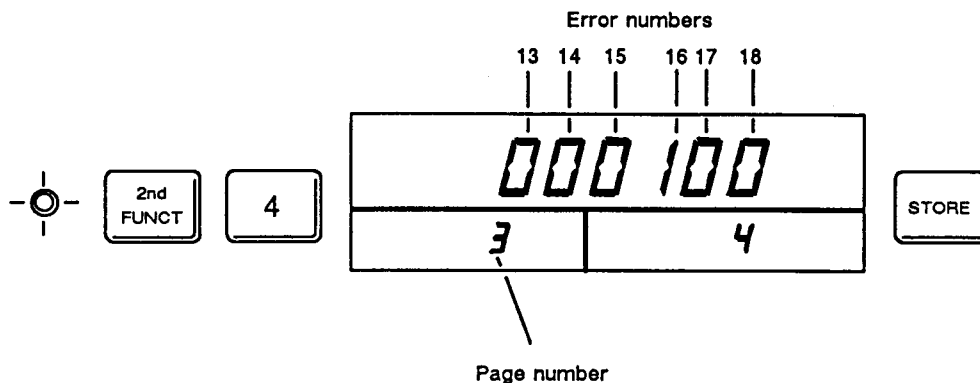 Error numbers
13 14 15 16 17 18
000100
2nd
FUNCT
4
STORE
3 4
Page number